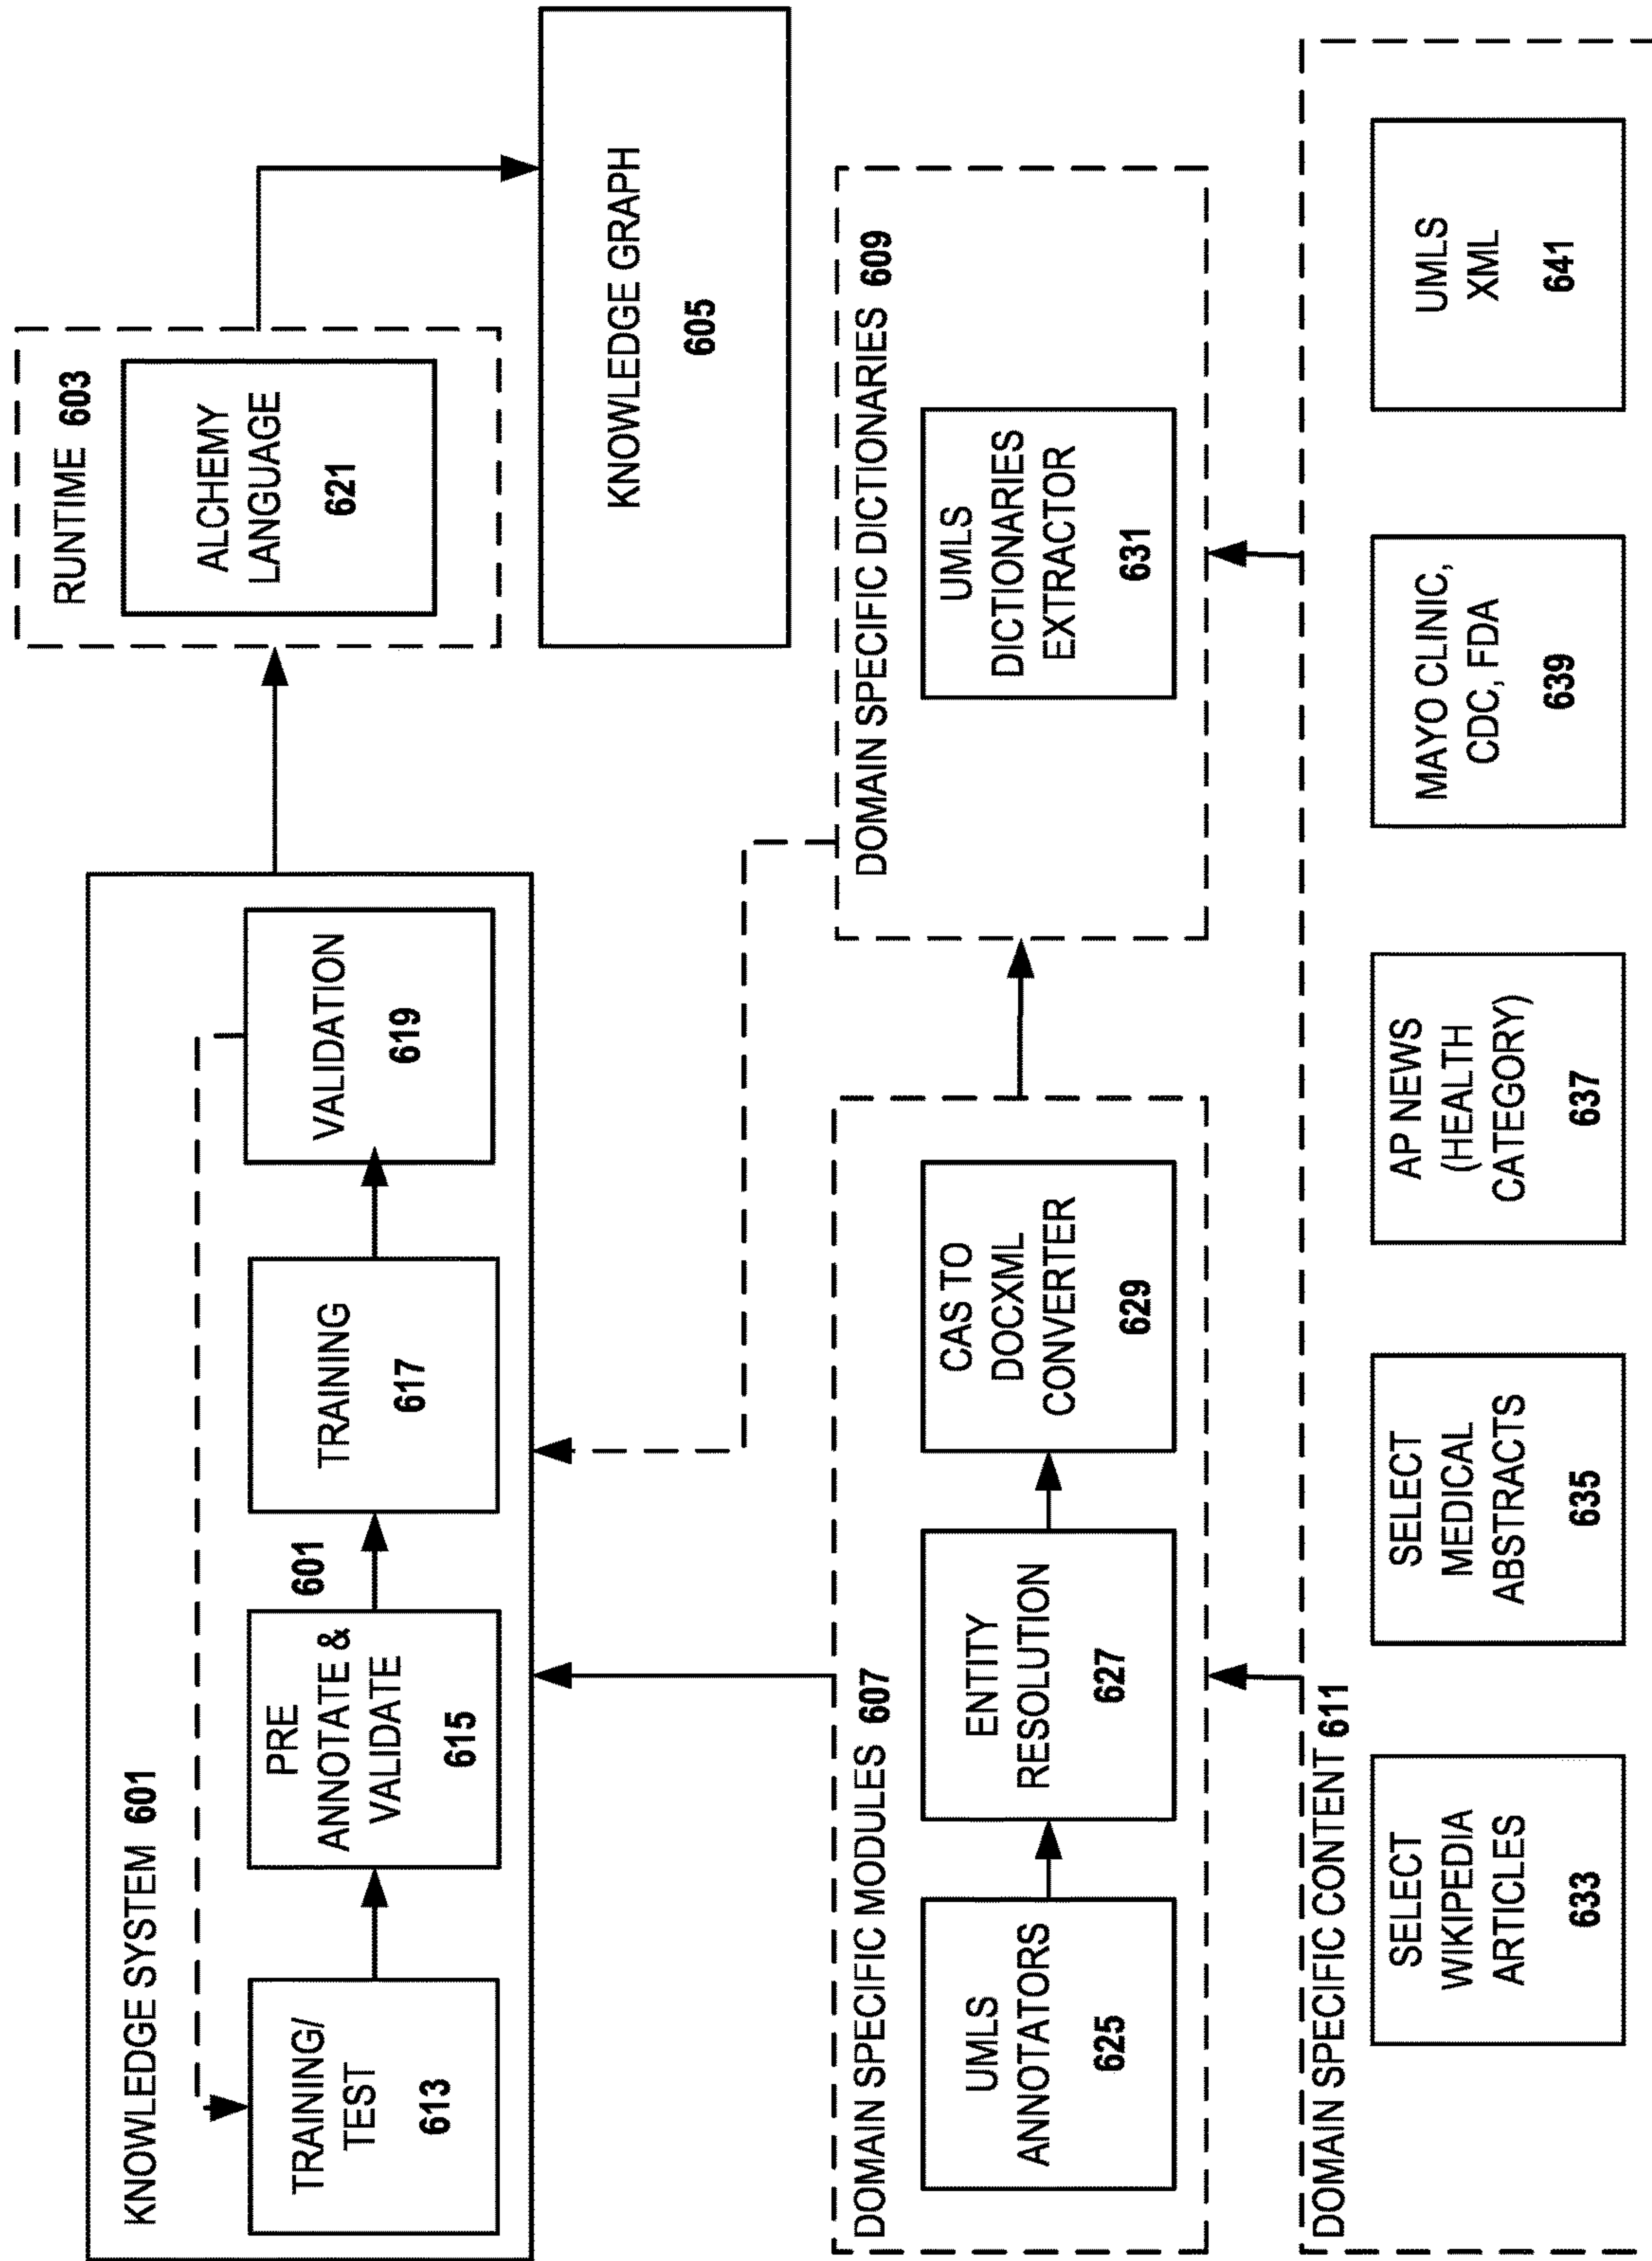 KNOWLEDGE SYSTEM 601
TRAINING/
TEST
613
PRE
ANNOTATE &
VALIDATE
615
601
TRAINING
617
VALIDATION
619
RUNTIME 603
ALCHEMY
LANGUAGE
621
KNOWLEDGE GRAPH
605
DOMAIN SPECIFIC MODULES 607
UMLS
ANNOTATORS
625
ENTITY
RESOLUTION
627
CAS TO
DOCXML
CONVERTER
629
DOMAIN SPECIFIC DICTIONARIES 609
UMLS
DICTIONARIES
EXTRACTOR
631
DOMAIN SPECIFIC CONTENT 611
SELECT
WIKIPEDIA
ARTICLES
633
SELECT
MEDICAL
ABSTRACTS
635
AP NEWS
(HEALTH
CATEGORY)
637
MAYO CLINIC,
CDC, FDA
639
UMLS
XML
641